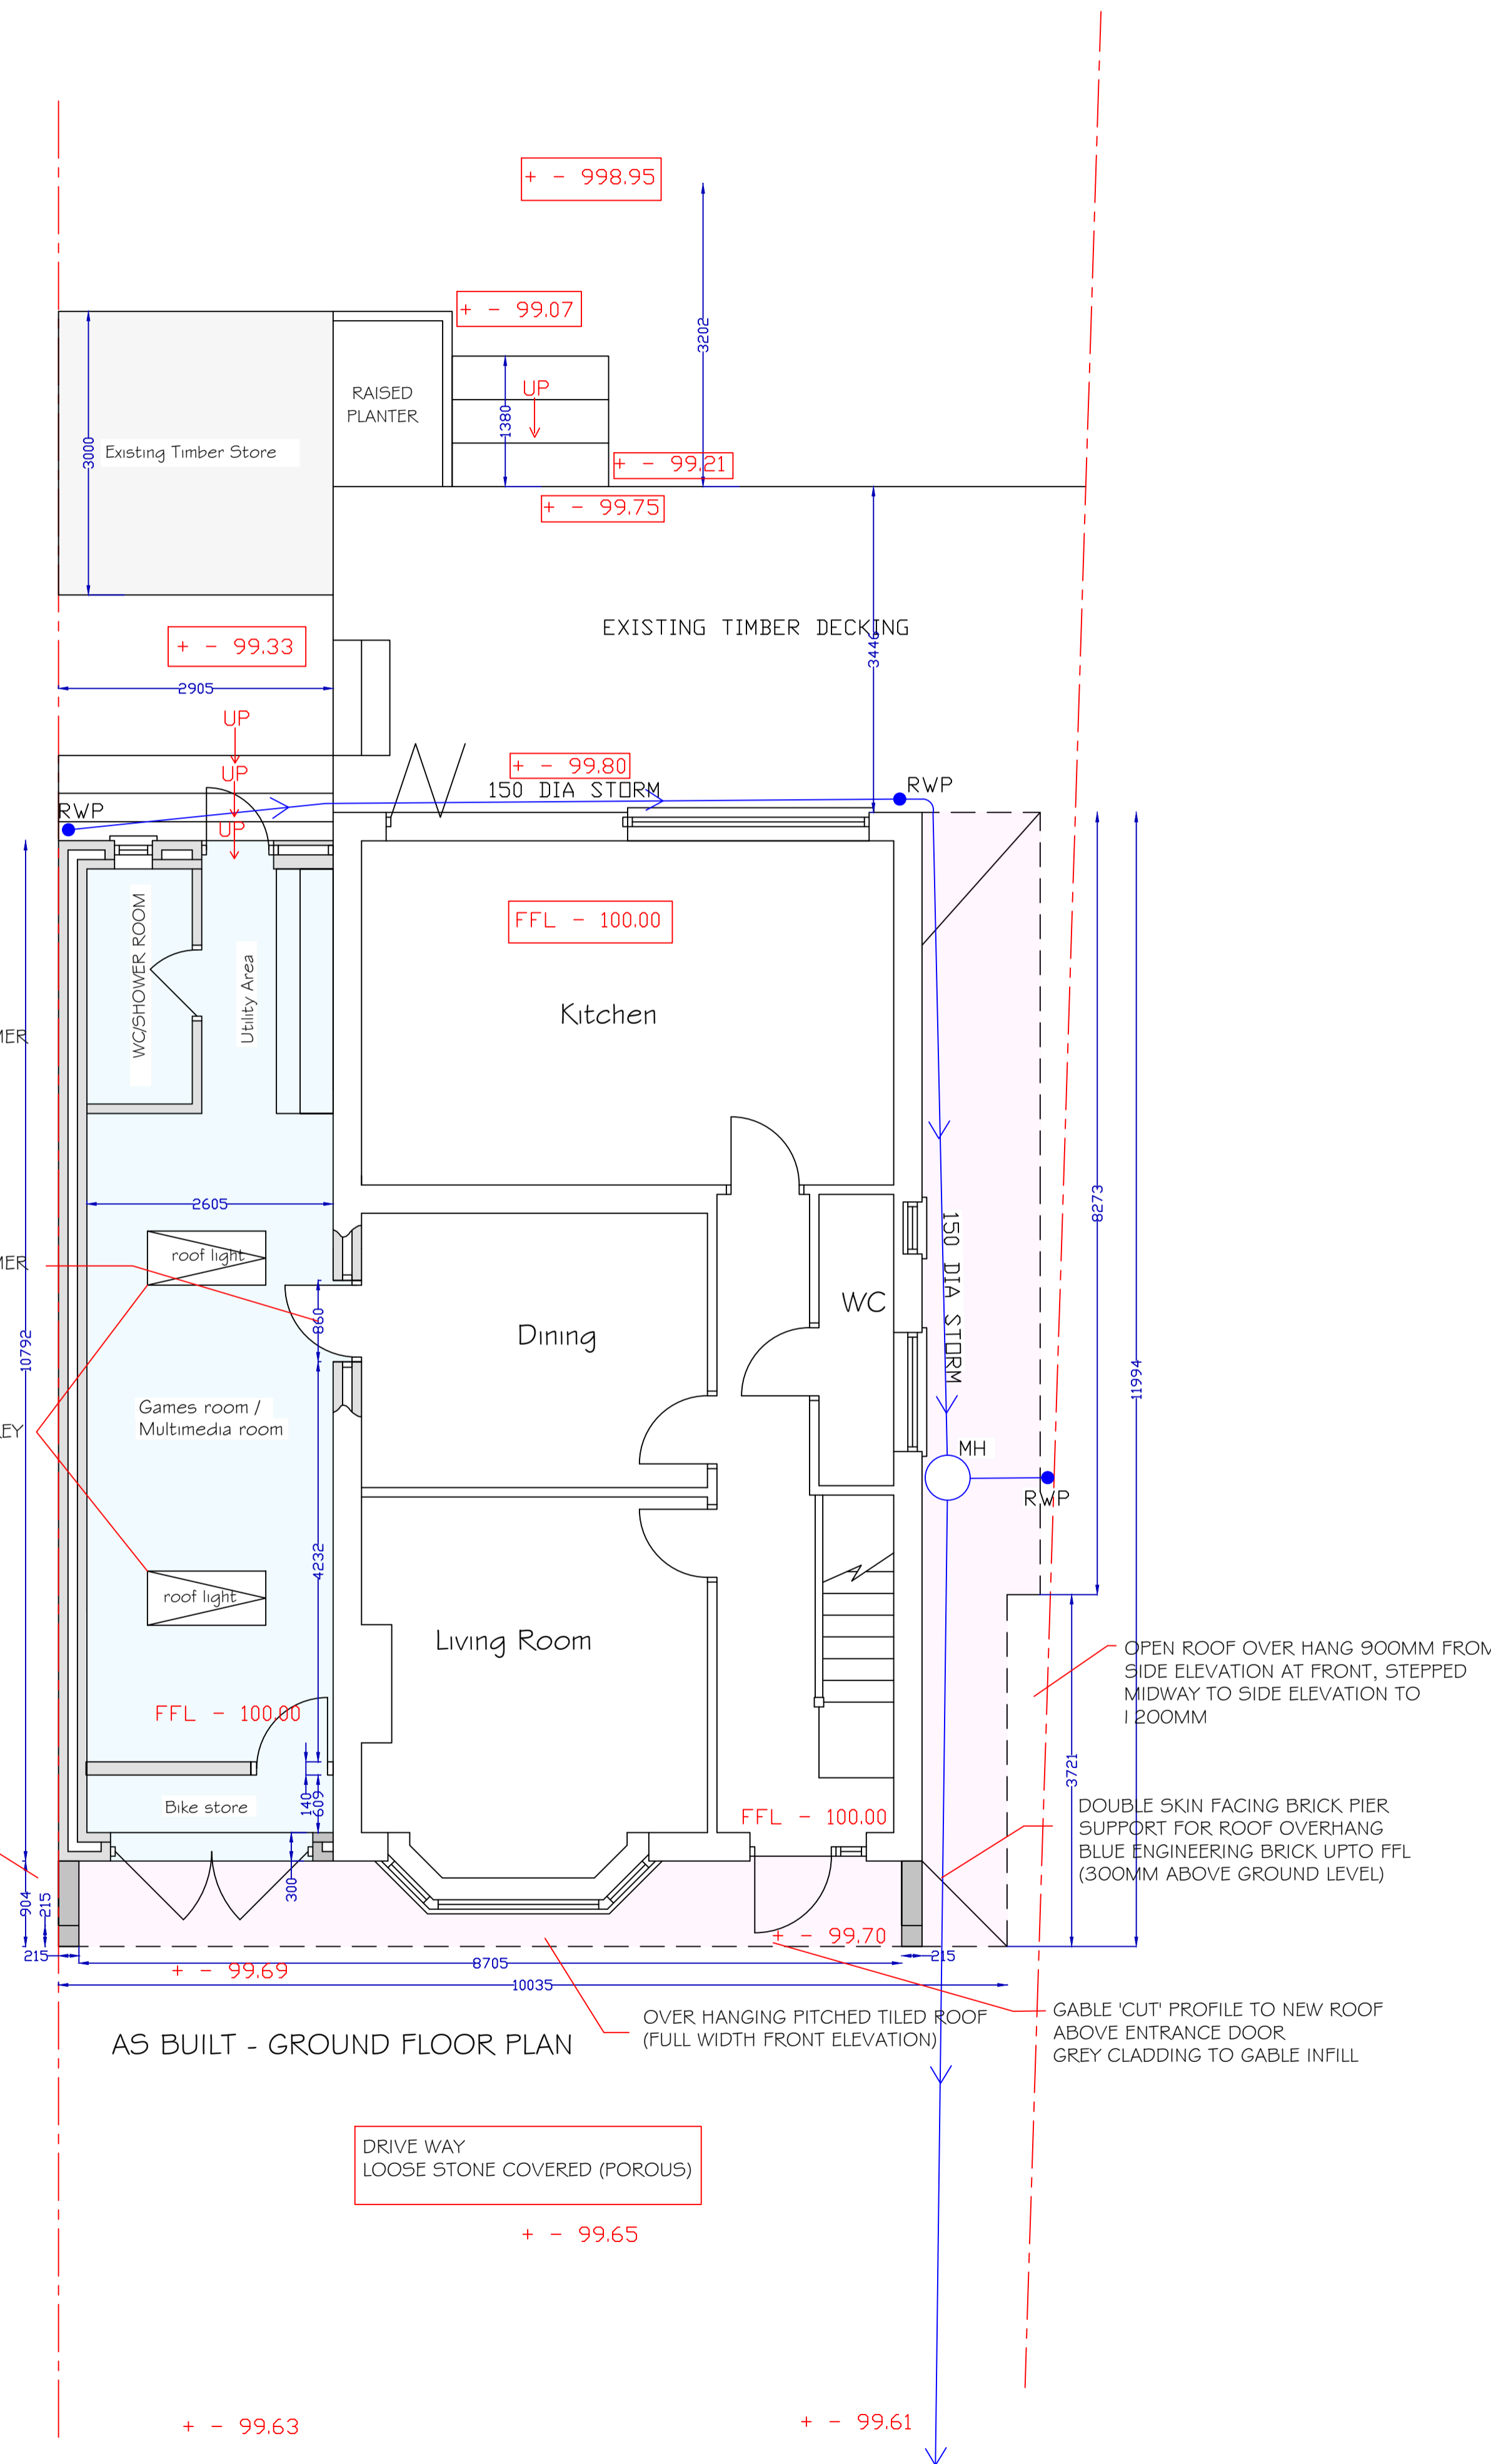 + - 998.95
+ - 99.07
3202
RAISED
PLANTER
UP
1380
3000
Existing Timber Store
+ - 99.21
+ - 99.75
EXISTING TIMBER DECKING
3446
+ - 99.33
2905
UP
UP
UP
+ - 99.80
150 DIA STORM
RWP
RWP
WC/SHOWER ROOM
Utility Area
FFL - 100.00
Kitchen
MER
2605
8273
150 DIA STORM
roof light
MER
860
Dining
WC
10792
11994
Games room /
Multimedia room
EY
MH
RWP
4232
roof light
Living Room
OPEN ROOF OVER HANG 900MM FROM
SIDE ELEVATION AT FRONT, STEPPED
MIDWAY TO SIDE ELEVATION TO
1200MM
FFL - 100.00
3721
Bike store
140
609
FFL - 100.00
DOUBLE SKIN FACING BRICK PIER
SUPPORT FOR ROOF OVERHANG
BLUE ENGINEERING BRICK UPTO FFL
(300MM ABOVE GROUND LEVEL)
300
904
215
+ - 99.70
215
215
8705
+ - 99.69
10035
OVER HANGING PITCHED TILED ROOF
(FULL WIDTH FRONT ELEVATION)
GABLE 'CUT' PROFILE TO NEW ROOF
ABOVE ENTRANCE DOOR
GREY CLADDING TO GABLE INFILL
AS BUILT - GROUND FLOOR PLAN
DRIVE WAY
LOOSE STONE COVERED (POROUS)
+ - 99.65
+ - 99.63
+ - 99.61